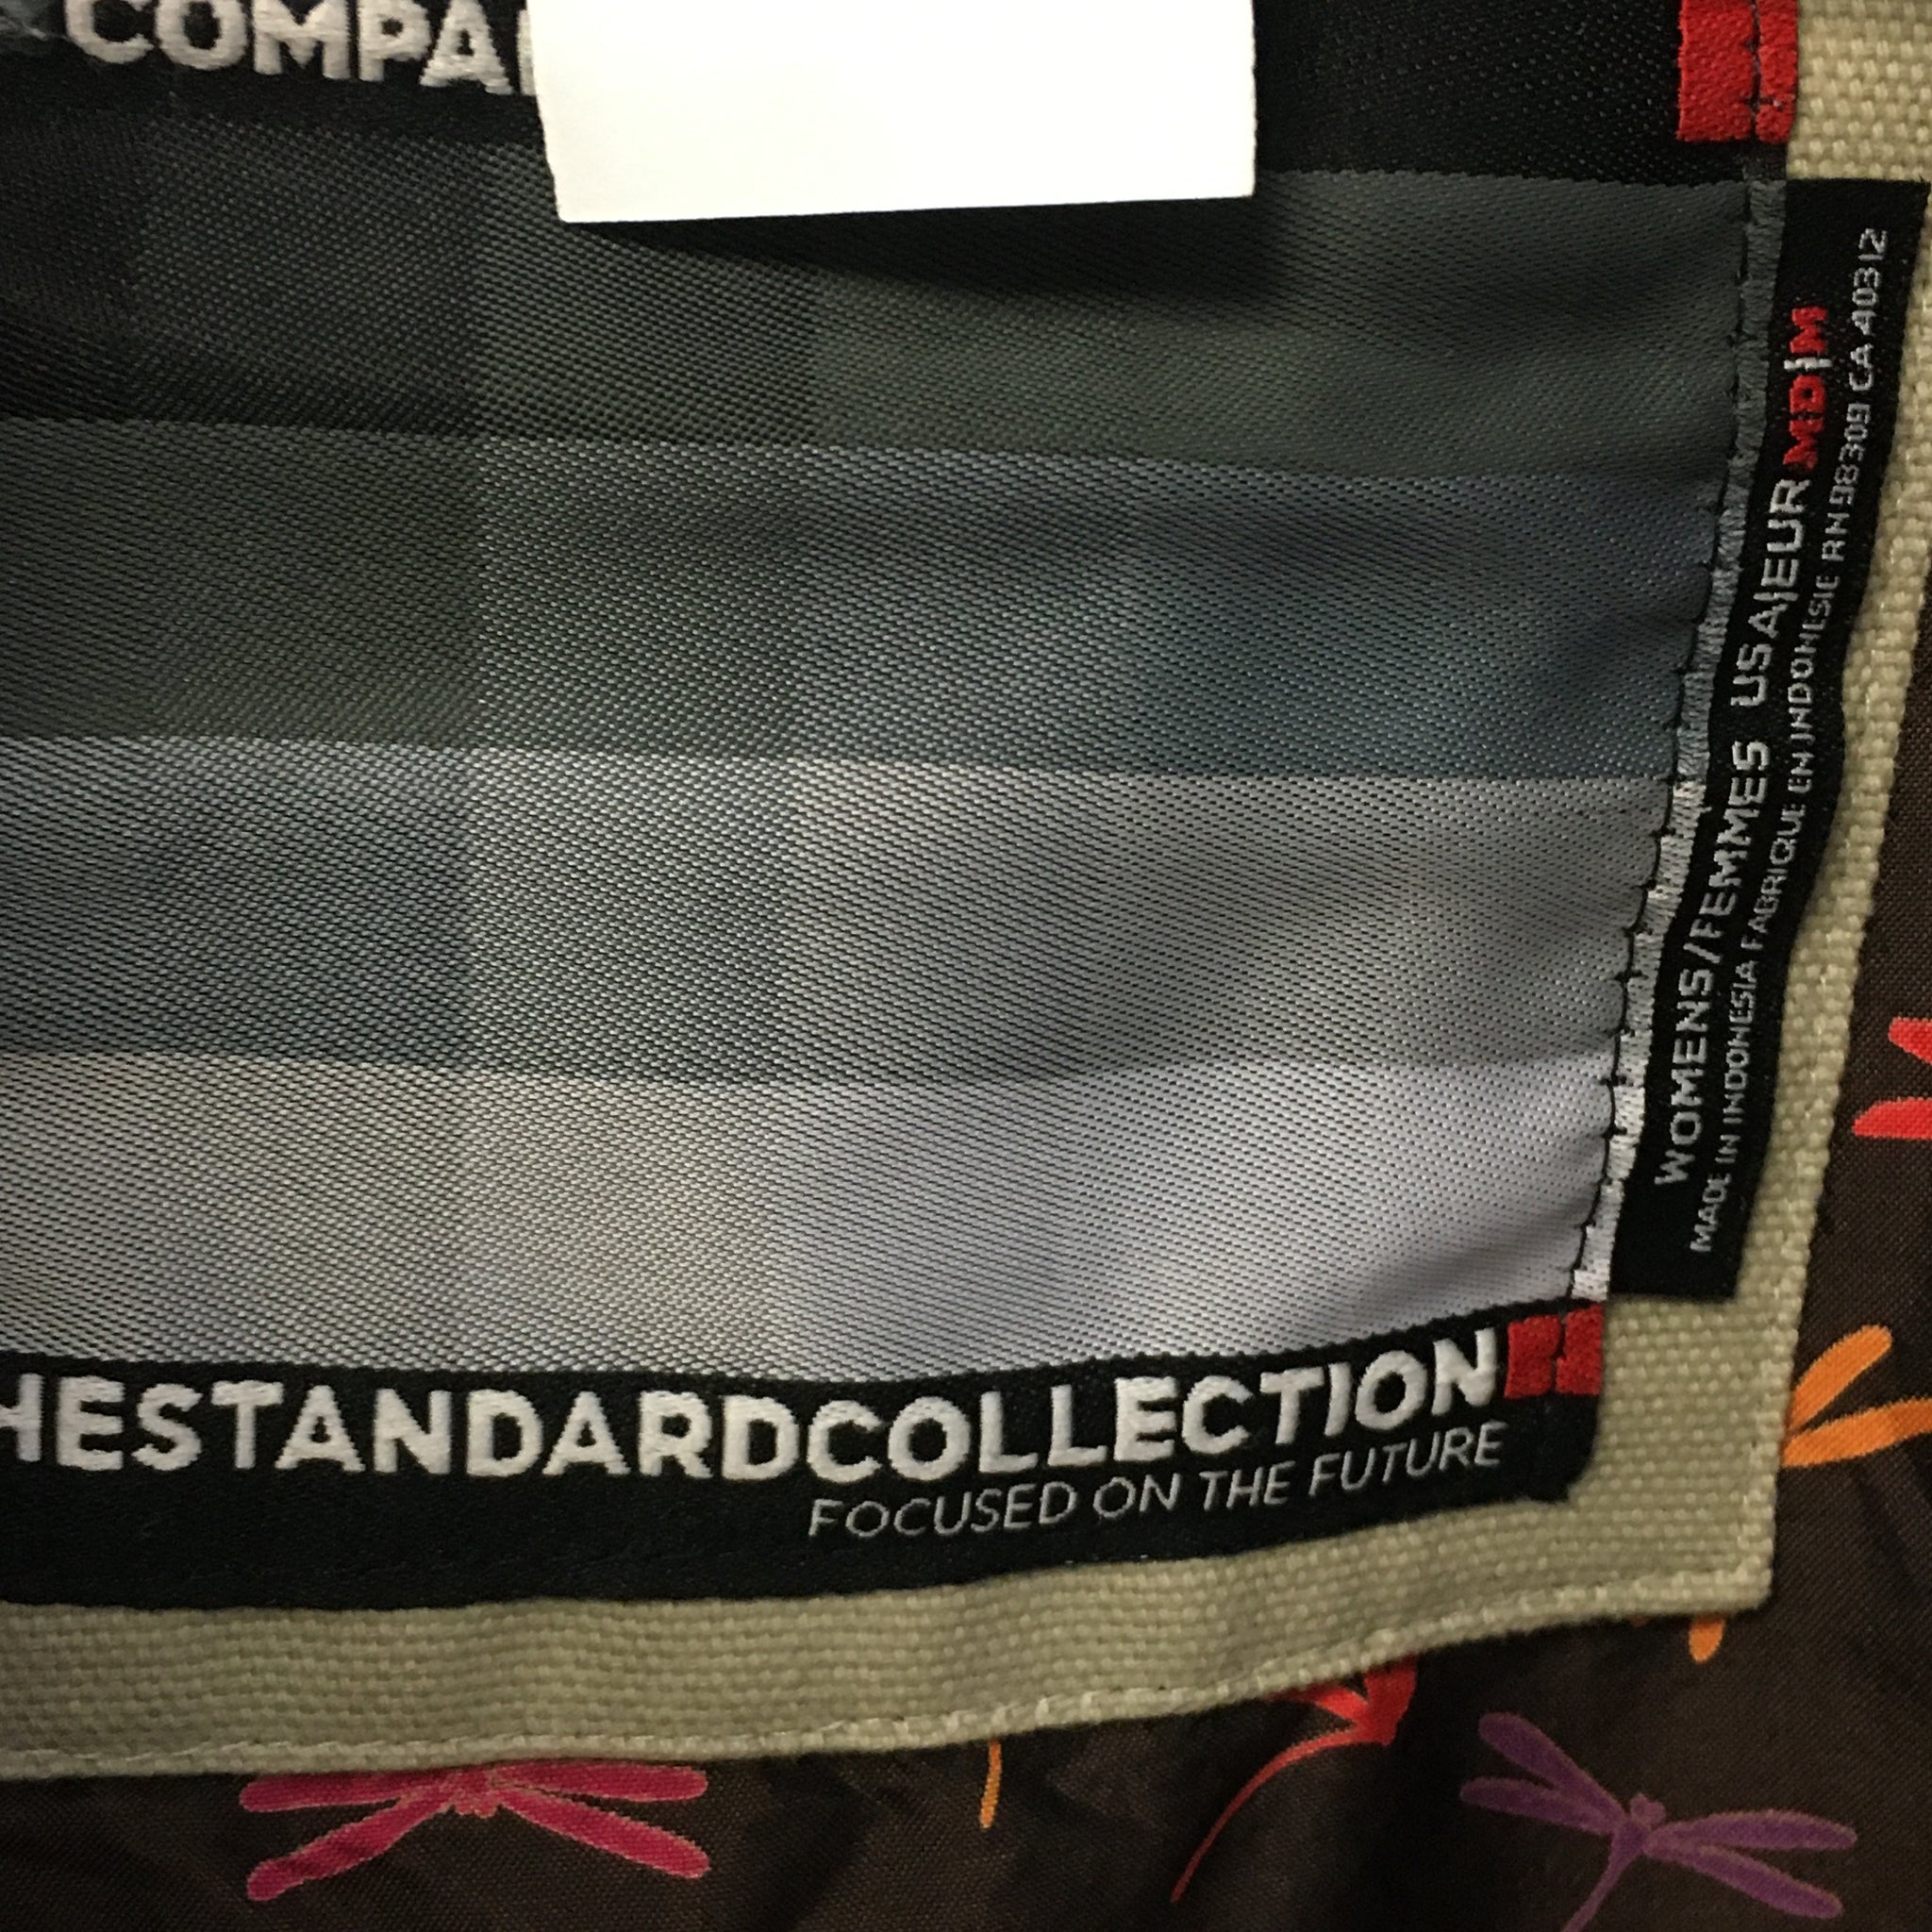 COMPA
WOMENS/FEMMES USA|EUR MD|M
MADE IN INDONESIA FABRIQUE EN INDONESIE RN 98309 CA 40312
HESTANDARDCOLLECTION
FOCUSED ON THE FUTURE